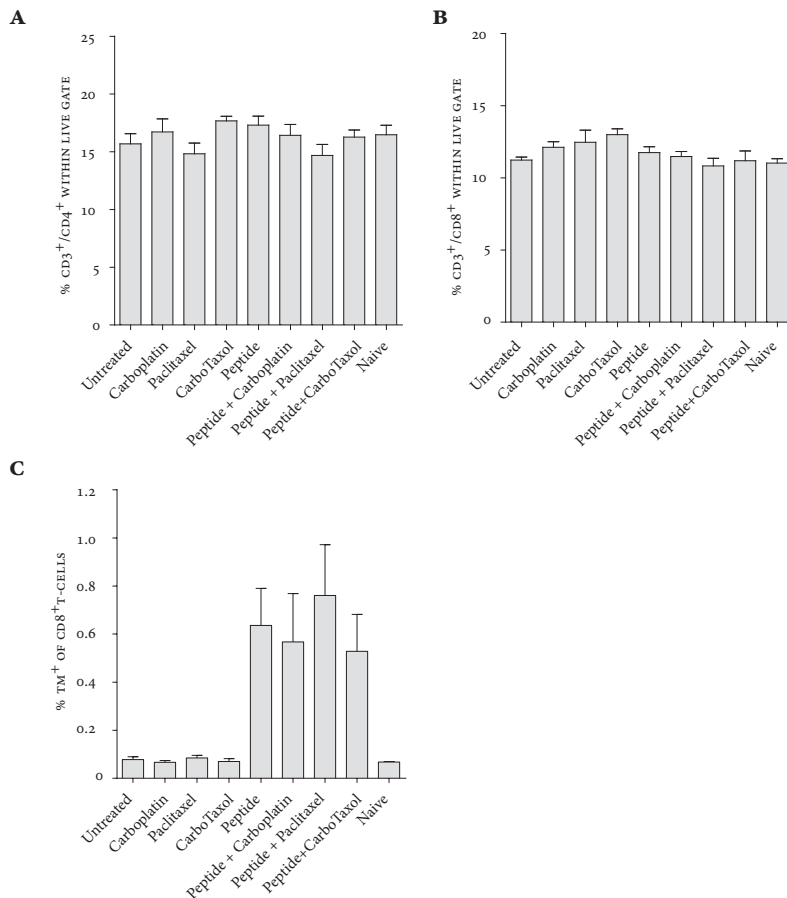 A
25
20
15
10
5
0
% CD3+/CD4+ WITHIN LIVE GATE
Untreated
Carboplatin
Paclitaxel
CarboTaxol
Peptide
Peptide + Carboplatin
Peptide + Paclitaxel
Peptide+CarboTaxol
Naive
B
20
15
10
5
0
% CD3+/CD8+ WITHIN LIVE GATE
Untreated
Carboplatin
Paclitaxel
CarboTaxol
Peptide
Peptide + Carboplatin
Peptide + Paclitaxel
Peptide+CarboTaxol
Naive
C
1.2
1.0
0.8
0.6
0.4
0.2
0
% TM+ OF CD8+T-CELLS
Untreated
Carboplatin
Paclitaxel
CarboTaxol
Peptide
Peptide + Carboplatin
Peptide + Paclitaxel
Peptide+CarboTaxol
Naive